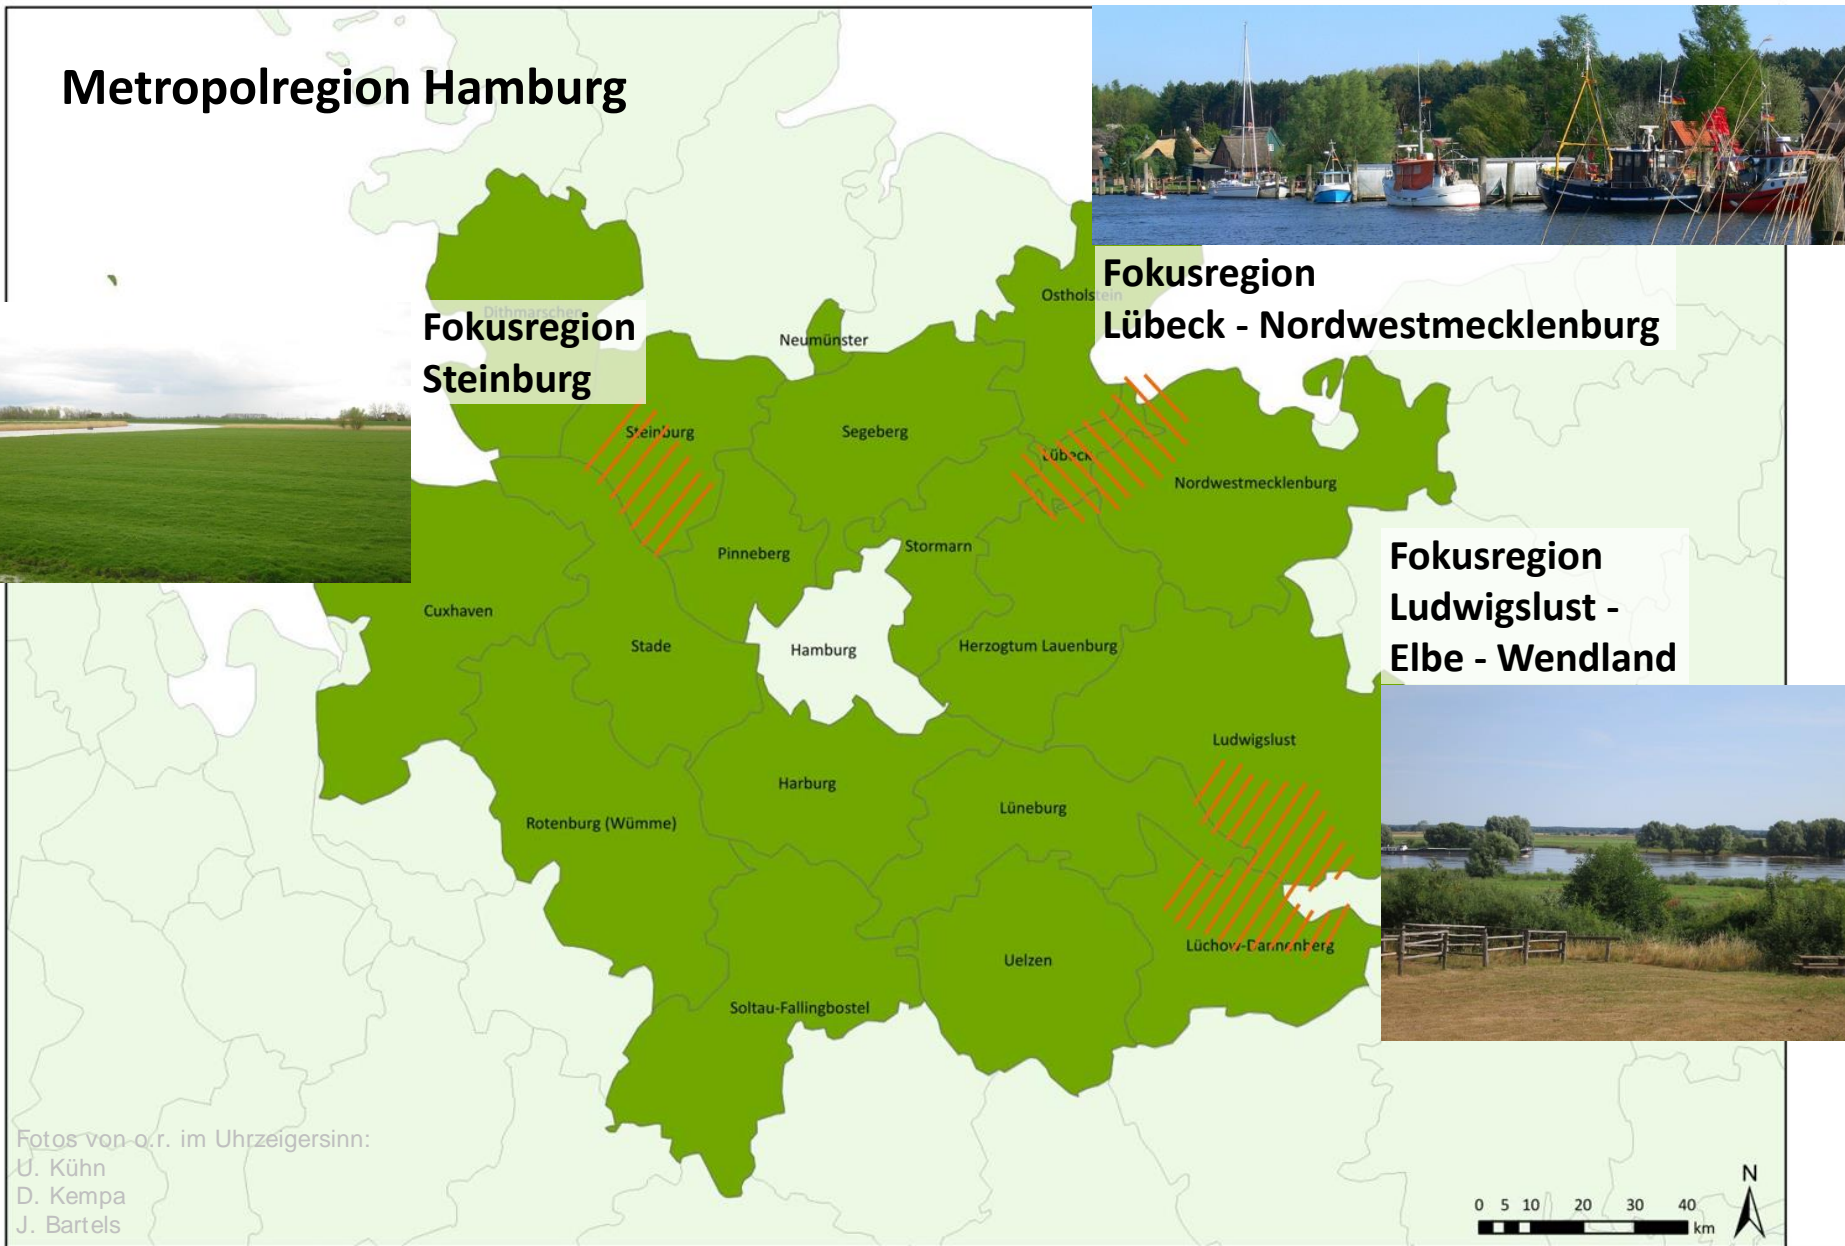 Metropolregion Hamburg
Fokusregion
Lübeck - Nordwestmecklenburg
Ostholstein
Dithmarschen
Fokusregion
Steinburg
Neumünster
Steinburg
Segeberg
Lübeck
Nordwestmecklenburg
Pinneberg
Stormarn
Fokusregion
Ludwigslust -
Elbe - Wendland
Cuxhaven
Stade
Hamburg
Herzogtum Lauenburg
Ludwigslust
Harburg
Lüneburg
Rotenburg (Wümme)
Lüchow-Dannenberg
Uelzen
Soltau-Fallingbostel
Fotos von o.r. im Uhrzeigersinn:
U. Kühn
D. Kempa
J. Bartels
N
0 5 10 20 30 40
km